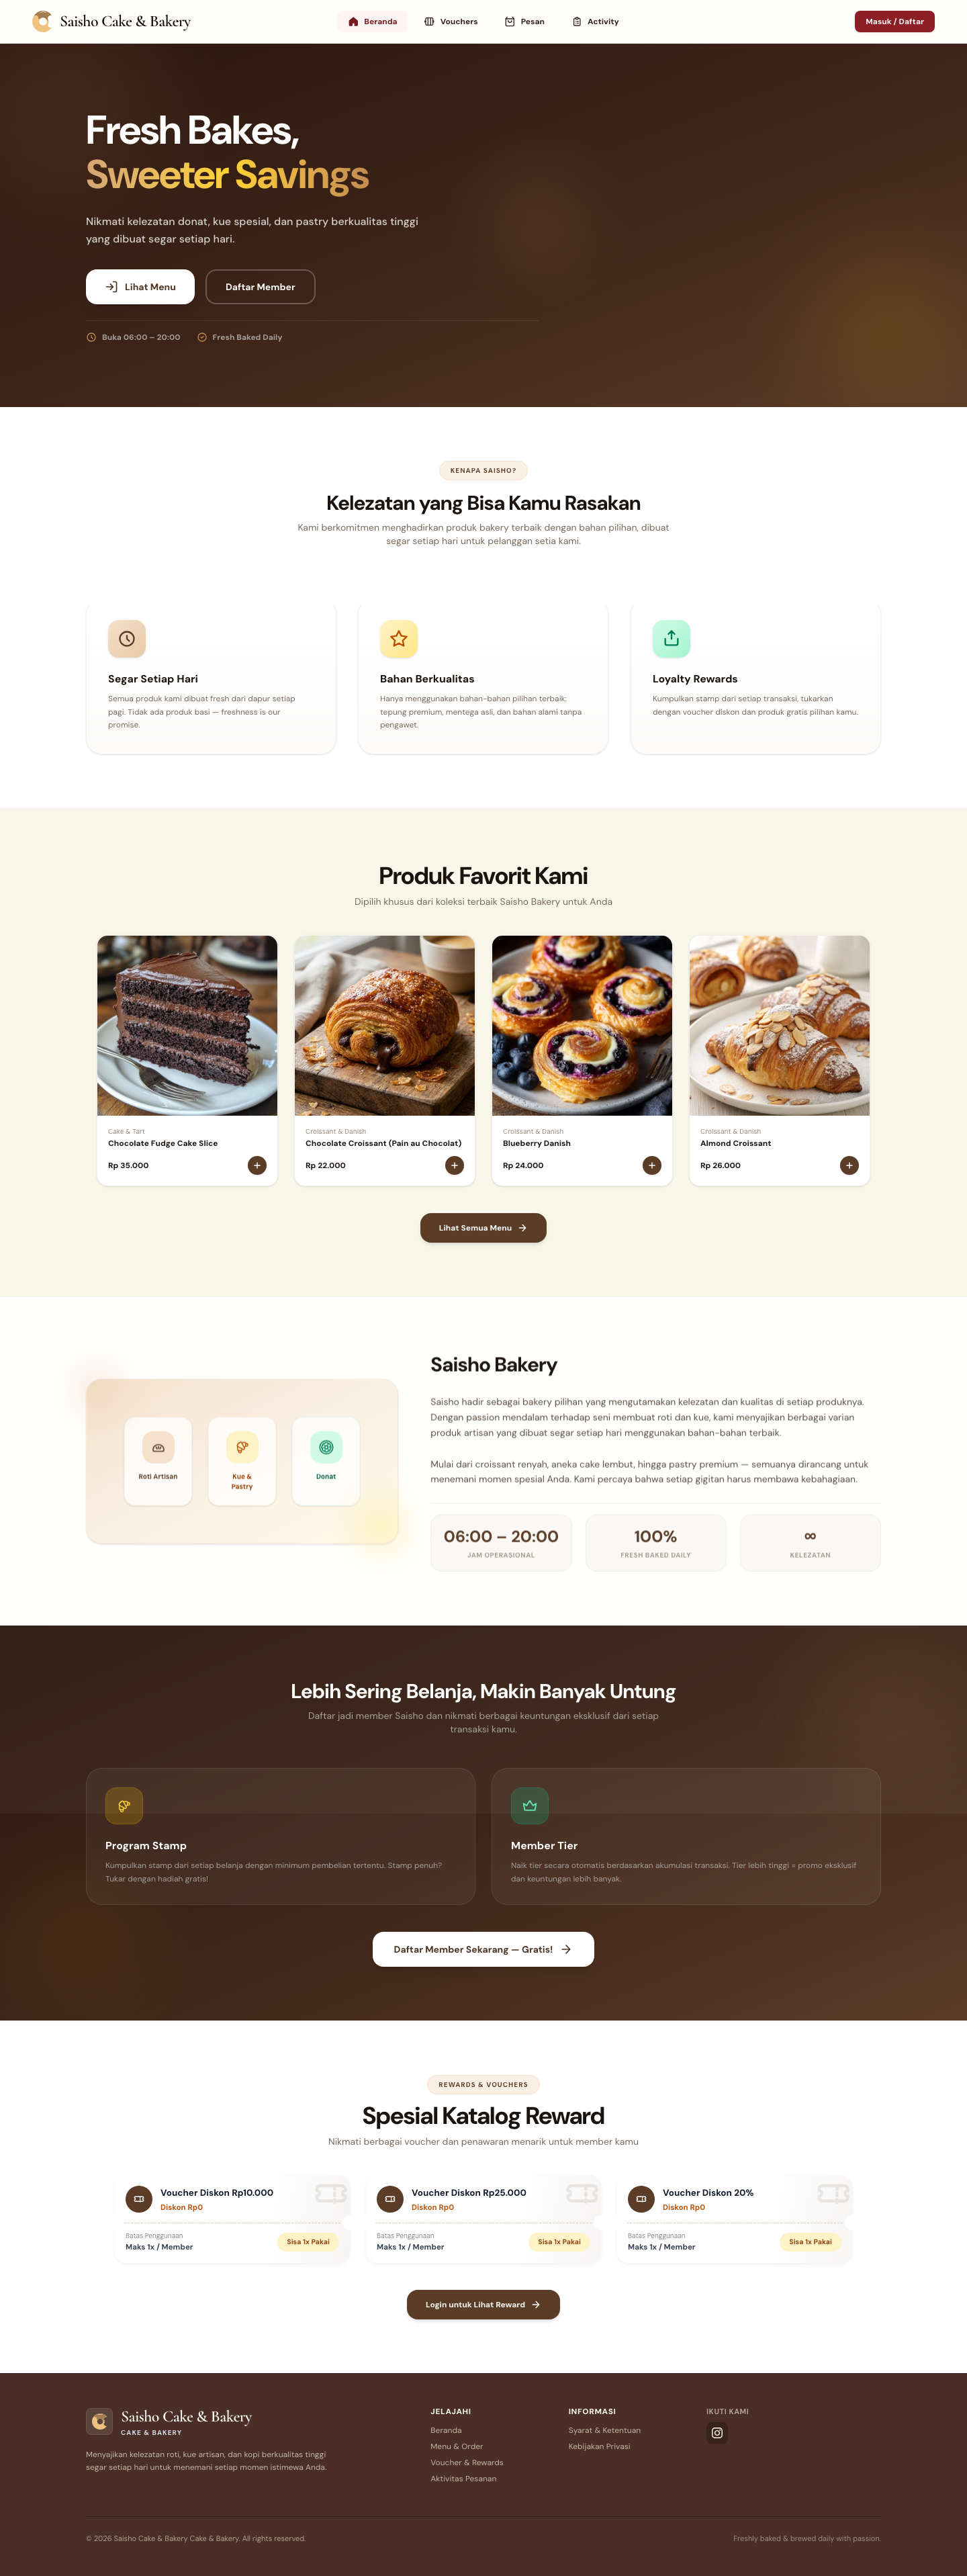 Saisho Cake & Bakery
Beranda
Vouchers
Pesan
Activity
Masuk / Daftar
Fresh Bakes,
Sweeter Savings
Nikmati kelezatan donat, kue spesial, dan pastry berkualitas tinggi
yang dibuat segar setiap hari.
Lihat Menu
Daftar Member
Buka 06:00 – 20:00
Fresh Baked Daily
KENAPA SAISHO?
Kelezatan yang Bisa Kamu Rasakan
Kami berkomitmen menghadirkan produk bakery terbaik dengan bahan pilihan, dibuat
segar setiap hari untuk pelanggan setia kami.
Segar Setiap Hari
Semua produk kami dibuat fresh dari dapur setiap
pagi. Tidak ada produk basi — freshness is our
promise.
Bahan Berkualitas
Hanya menggunakan bahan-bahan pilihan terbaik:
tepung premium, mentega asli, dan bahan alami tanpa
pengawet.
Loyalty Rewards
Kumpulkan stamp dari setiap transaksi, tukarkan
dengan voucher diskon dan produk gratis pilihan kamu.
Produk Favorit Kami
Dipilih khusus dari koleksi terbaik Saisho Bakery untuk Anda
Cake & Tart
Chocolate Fudge Cake Slice
Rp 35.000
Croissant & Danish
Chocolate Croissant (Pain au Chocolat)
Rp 22.000
Croissant & Danish
Blueberry Danish
Rp 24.000
Croissant & Danish
Almond Croissant
Rp 26.000
Lihat Semua Menu
Roti Artisan
Kue &
Pastry
Donat
Saisho Bakery
Saisho hadir sebagai bakery pilihan yang mengutamakan kelezatan dan kualitas di setiap produknya.
Dengan passion mendalam terhadap seni membuat roti dan kue, kami menyajikan berbagai varian
produk artisan yang dibuat segar setiap hari menggunakan bahan-bahan terbaik.
Mulai dari croissant renyah, aneka cake lembut, hingga pastry premium — semuanya dirancang untuk
menemani momen spesial Anda. Kami percaya bahwa setiap gigitan harus membawa kebahagiaan.
06:00 – 20:00
JAM OPERASIONAL
100%
FRESH BAKED DAILY
∞
KELEZATAN
Lebih Sering Belanja, Makin Banyak Untung
Daftar jadi member Saisho dan nikmati berbagai keuntungan eksklusif dari setiap
transaksi kamu.
Program Stamp
Kumpulkan stamp dari setiap belanja dengan minimum pembelian tertentu. Stamp penuh?
Tukar dengan hadiah gratis!
Member Tier
Naik tier secara otomatis berdasarkan akumulasi transaksi. Tier lebih tinggi = promo eksklusif
dan keuntungan lebih banyak.
Daftar Member Sekarang — Gratis!
REWARDS & VOUCHERS
Spesial Katalog Reward
Nikmati berbagai voucher dan penawaran menarik untuk member kamu
Voucher Diskon Rp10.000
Diskon Rp0
Batas Penggunaan
Maks 1x / Member
Sisa 1x Pakai
Voucher Diskon Rp25.000
Diskon Rp0
Batas Penggunaan
Maks 1x / Member
Sisa 1x Pakai
Voucher Diskon 20%
Diskon Rp0
Batas Penggunaan
Maks 1x / Member
Sisa 1x Pakai
Login untuk Lihat Reward
Saisho Cake & Bakery
CAKE & BAKERY
Menyajikan kelezatan roti, kue artisan, dan kopi berkualitas tinggi
segar setiap hari untuk menemani setiap momen istimewa Anda.
JELAJAHI
Beranda
Menu & Order
Voucher & Rewards
Aktivitas Pesanan
INFORMASI
Syarat & Ketentuan
Kebijakan Privasi
IKUTI KAMI
© 2026 Saisho Cake & Bakery Cake & Bakery. All rights reserved.
Freshly baked & brewed daily with passion.